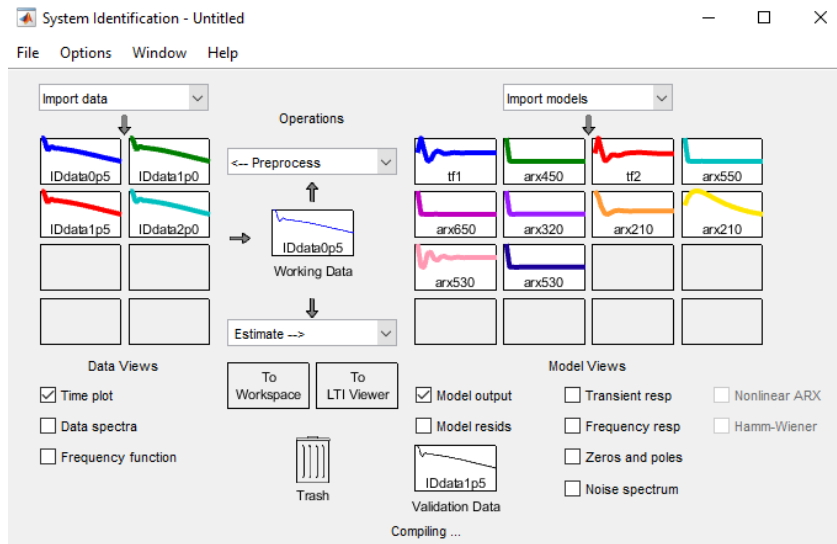 System Identification - Untitled
File Options Window Help
Import data
Import models
Operations
<-- Preprocess
IDdata0p5 IDdata1p0
tf1 arx450 tf2 arx550
IDdata1p5 IDdata2p0
arx650 arx320 arx210 arx210
IDdata0p5
Working Data
arx530 arx530
Estimate -->
Data Views
To Workspace
To LTI Viewer
Model Views
Time plot
Model output
Transient resp
Nonlinear ARX
Data spectra
Model resids
Frequency resp
Hamm-Wiener
Frequency function
Zeros and poles
IDdata1p5
Noise spectrum
Trash
Validation Data
Compiling ...